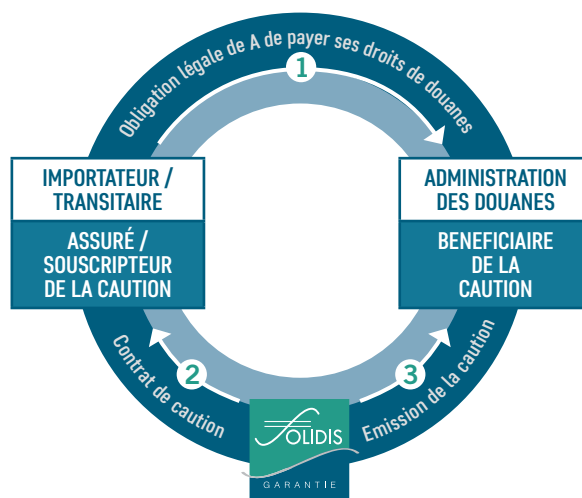 Obligation légale de A de payer ses droits de douanes
1
IMPORTATEUR /
TRANSITAIRE
ASSURÉ /
SOUSCRIPTEUR
DE LA CAUTION
ADMINISTRATION
DES DOUANES
BENEFICIAIRE
DE LA
CAUTION
2
Contrat de caution
3
Emission de la caution
SOLIDIS
GARANTIE